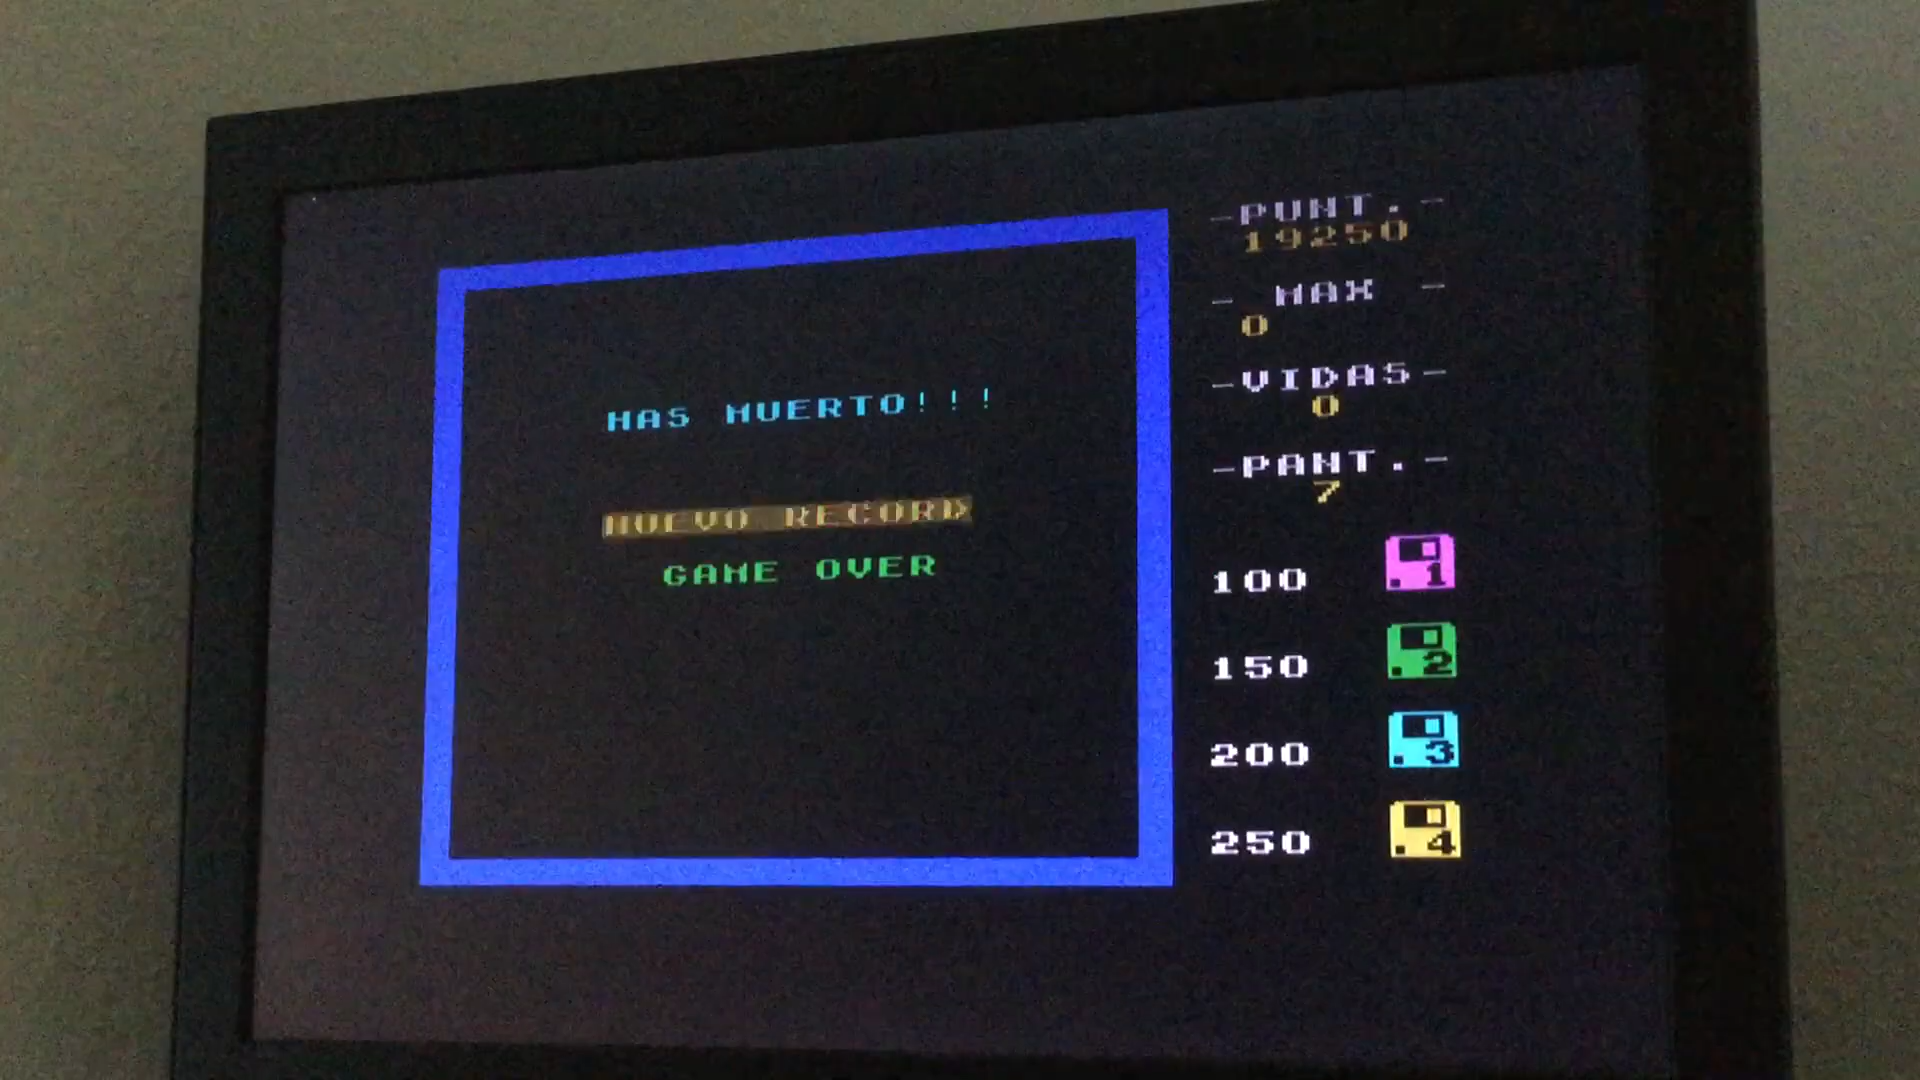 -PUNT.-
19250
- MAX -
0
-VIDAS-
0
-PANT.-
7
HAS MUERTO!!!
NUEVO RECORD
GAME OVER
100 1
150 2
200 3
250 4